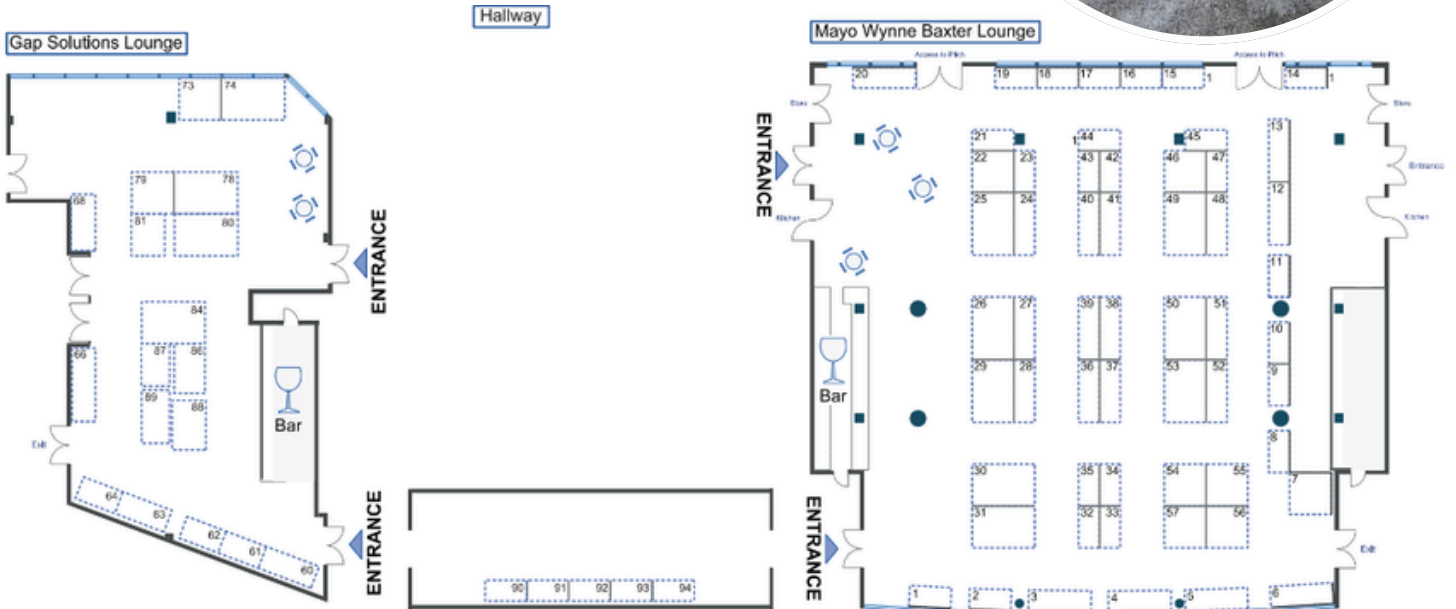 Hallway
Gap Solutions Lounge
Mayo Wynne Baxter Lounge
Access to Pitch
Access to Pitch
73 74
20
19 18 17 16 15 1
14 1
Store
Store
ENTRANCE
13
21
1 44
45
22 23
43 42
46 47
Entrance
79 78
68
12
25 24
40 41
49 48
81 80
Kitchen
Kitchen
ENTRANCE
11
84
26 27
39 38
50 51
10
66
87 86
29 28
36 37
53 52
9
Bar
89 88
Bar
Exit
8
30
35 34
54 55
7
64 63
31
32 33
57 56
62 61 60
ENTRANCE
ENTRANCE
Exit
90 91 92 93 94
1 2 3 4 5 6